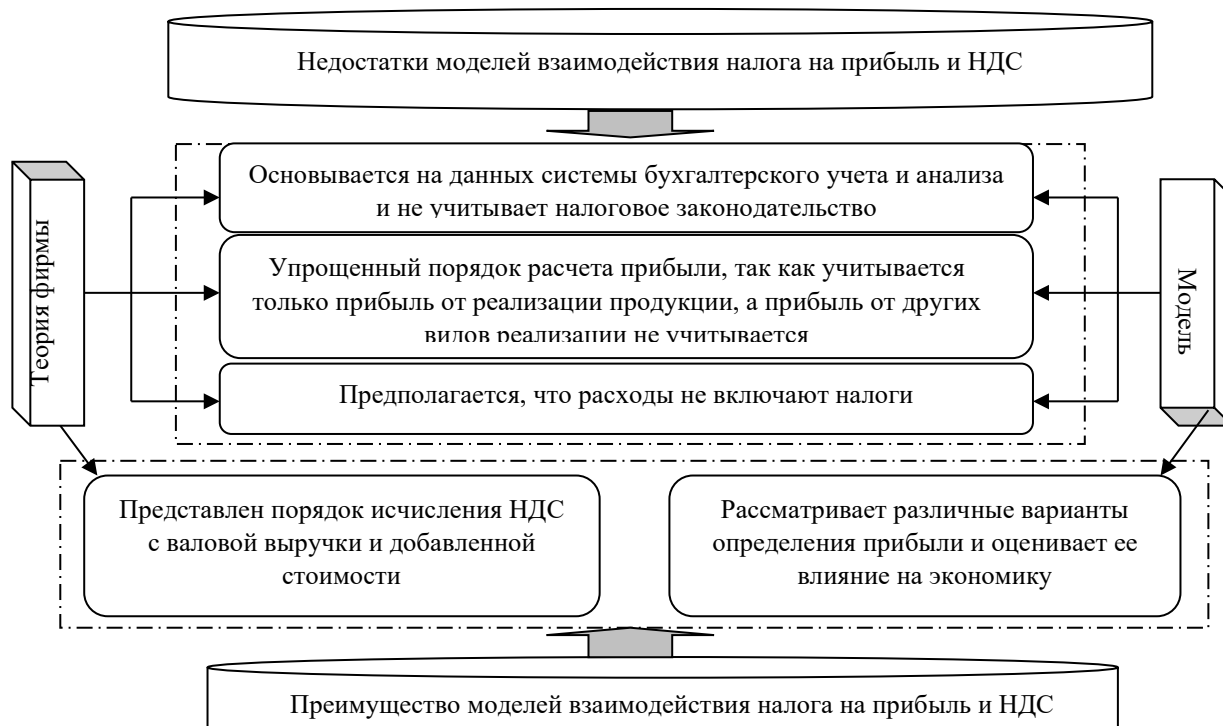 Недостатки моделей взаимодействия налога на прибыль и НДС
Теория фирмы
Основывается на данных системы бухгалтерского учета и анализа
и не учитывает налоговое законодательство
Упрощенный порядок расчета прибыли, так как учитывается
только прибыль от реализации продукции, а прибыль от других
видов реализации не учитывается
Предполагается, что расходы не включают налоги
Модель
Представлен порядок исчисления НДС
с валовой выручки и добавленной
стоимости
Рассматривает различные варианты
определения прибыли и оценивает ее
влияние на экономику
Преимущество моделей взаимодействия налога на прибыль и НДС